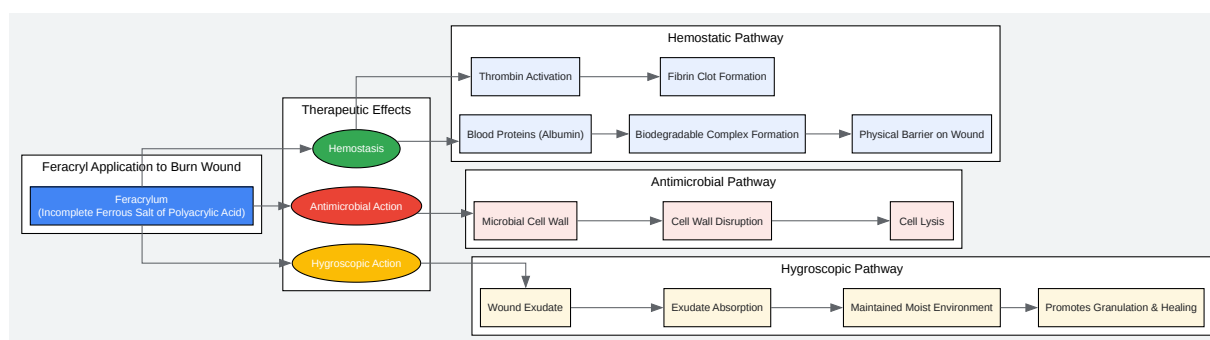 Feracryl Application to Burn Wound
Feracrylum
(Incomplete Ferrous Salt of Polyacrylic Acid)
Therapeutic Effects
Hemostasis
Antimicrobial Action
Hygroscopic Action
Hemostatic Pathway
Thrombin Activation
Fibrin Clot Formation
Blood Proteins (Albumin)
Biodegradable Complex Formation
Physical Barrier on Wound
Antimicrobial Pathway
Microbial Cell Wall
Cell Wall Disruption
Cell Lysis
Hygroscopic Pathway
Wound Exudate
Exudate Absorption
Maintained Moist Environment
Promotes Granulation & Healing